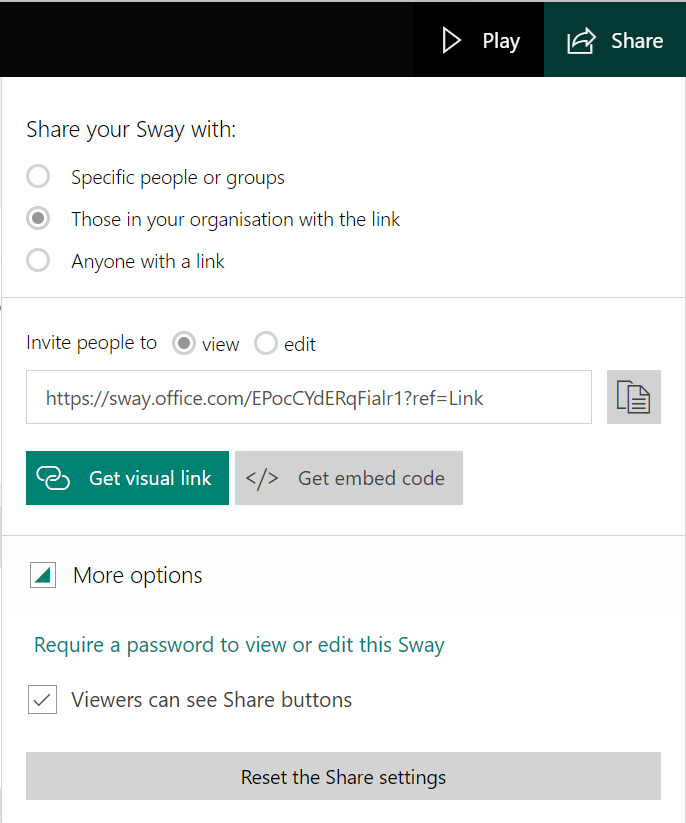 Play
Share
Share your Sway with:
Specific people or groups
Those in your organisation with the link
Anyone with a link
Invite people to view edit
https://sway.office.com/EPocCYdERqFialr1?ref=Link
Get visual link
</> Get embed code
More options
Require a password to view or edit this Sway
Viewers can see Share buttons
Reset the Share settings